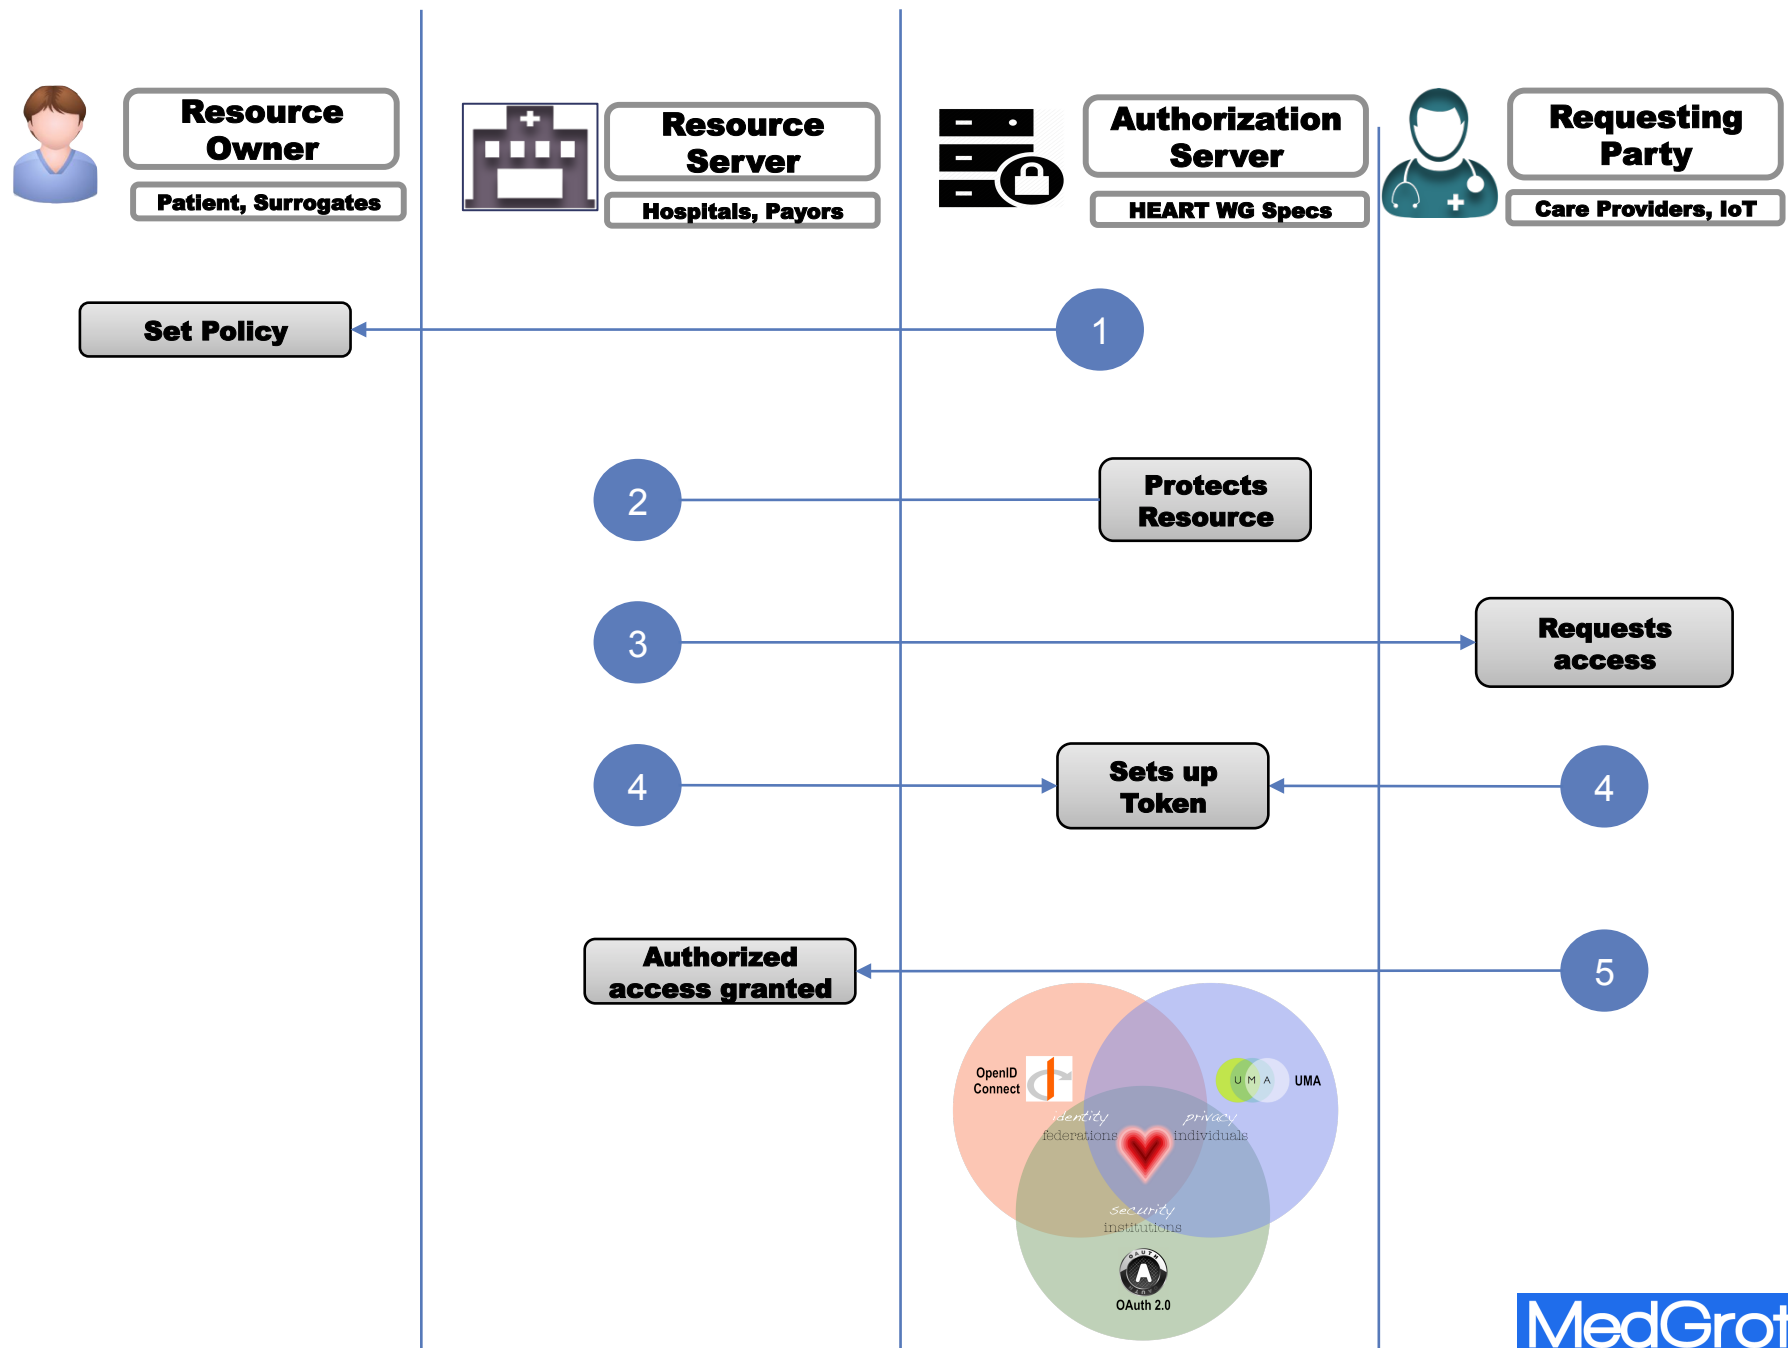 Resource
Owner
Patient, Surrogates
Resource
Server
Hospitals, Payors
Authorization
Server
HEART WG Specs
Requesting
Party
Care Providers, IoT
Set Policy
1
2
Protects
Resource
3
Requests
access
4
Sets up
Token
4
Authorized
access granted
5
OpenID
Connect
U M A
UMA
identity
federations
privacy
individuals
security
institutions
OAUTH
A
OAuth 2.0
MedGrot